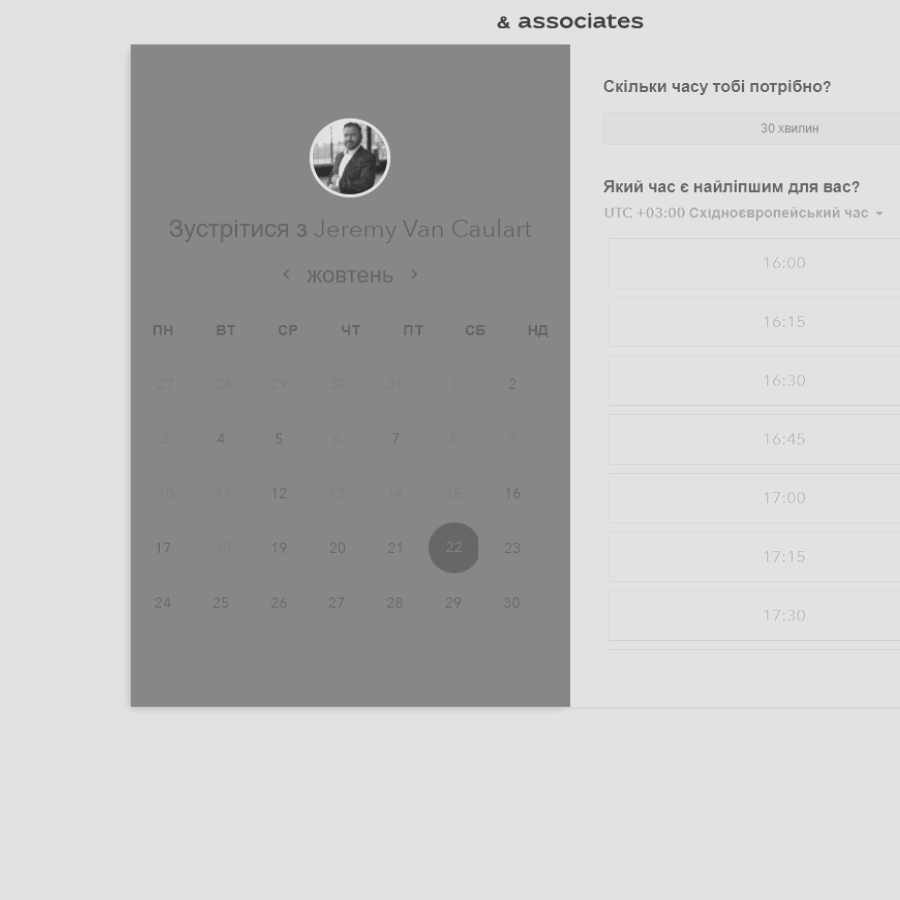 & associates
Зустрітися з Jeremy Van Caulart
‹ жовтень ›
ПН ВТ СР ЧТ ПТ СБ НД
27 28 29 30 31 1 2
3 4 5 6 7 8 9
10 11 12 13 14 15 16
17 18 19 20 21 22 23
24 25 26 27 28 29 30
Скільки часу тобі потрібно?
30 хвилин
Який час є найліпшим для вас?
UTC +03:00 Східноєвропейський час
16:00
16:15
16:30
16:45
17:00
17:15
17:30